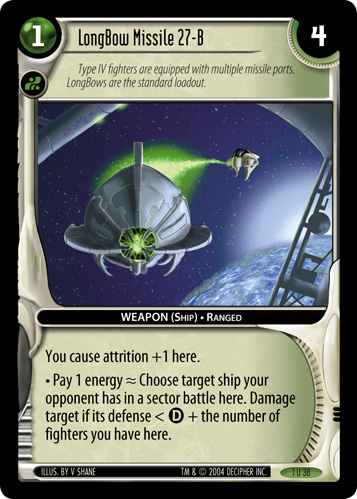 1 LongBow Missile 27-B 4
Type IV fighters are equipped with multiple missile ports.
LongBows are the standard loadout.
WEAPON (SHIP) • RANGED
You cause attrition +1 here.
• Pay 1 energy ≈ Choose target ship your
opponent has in a sector battle here. Damage
target if its defense < D + the number of
fighters you have here.
ILLUS. BY V SHANE TM & © 2004 DECIPHER INC. 1 U 38